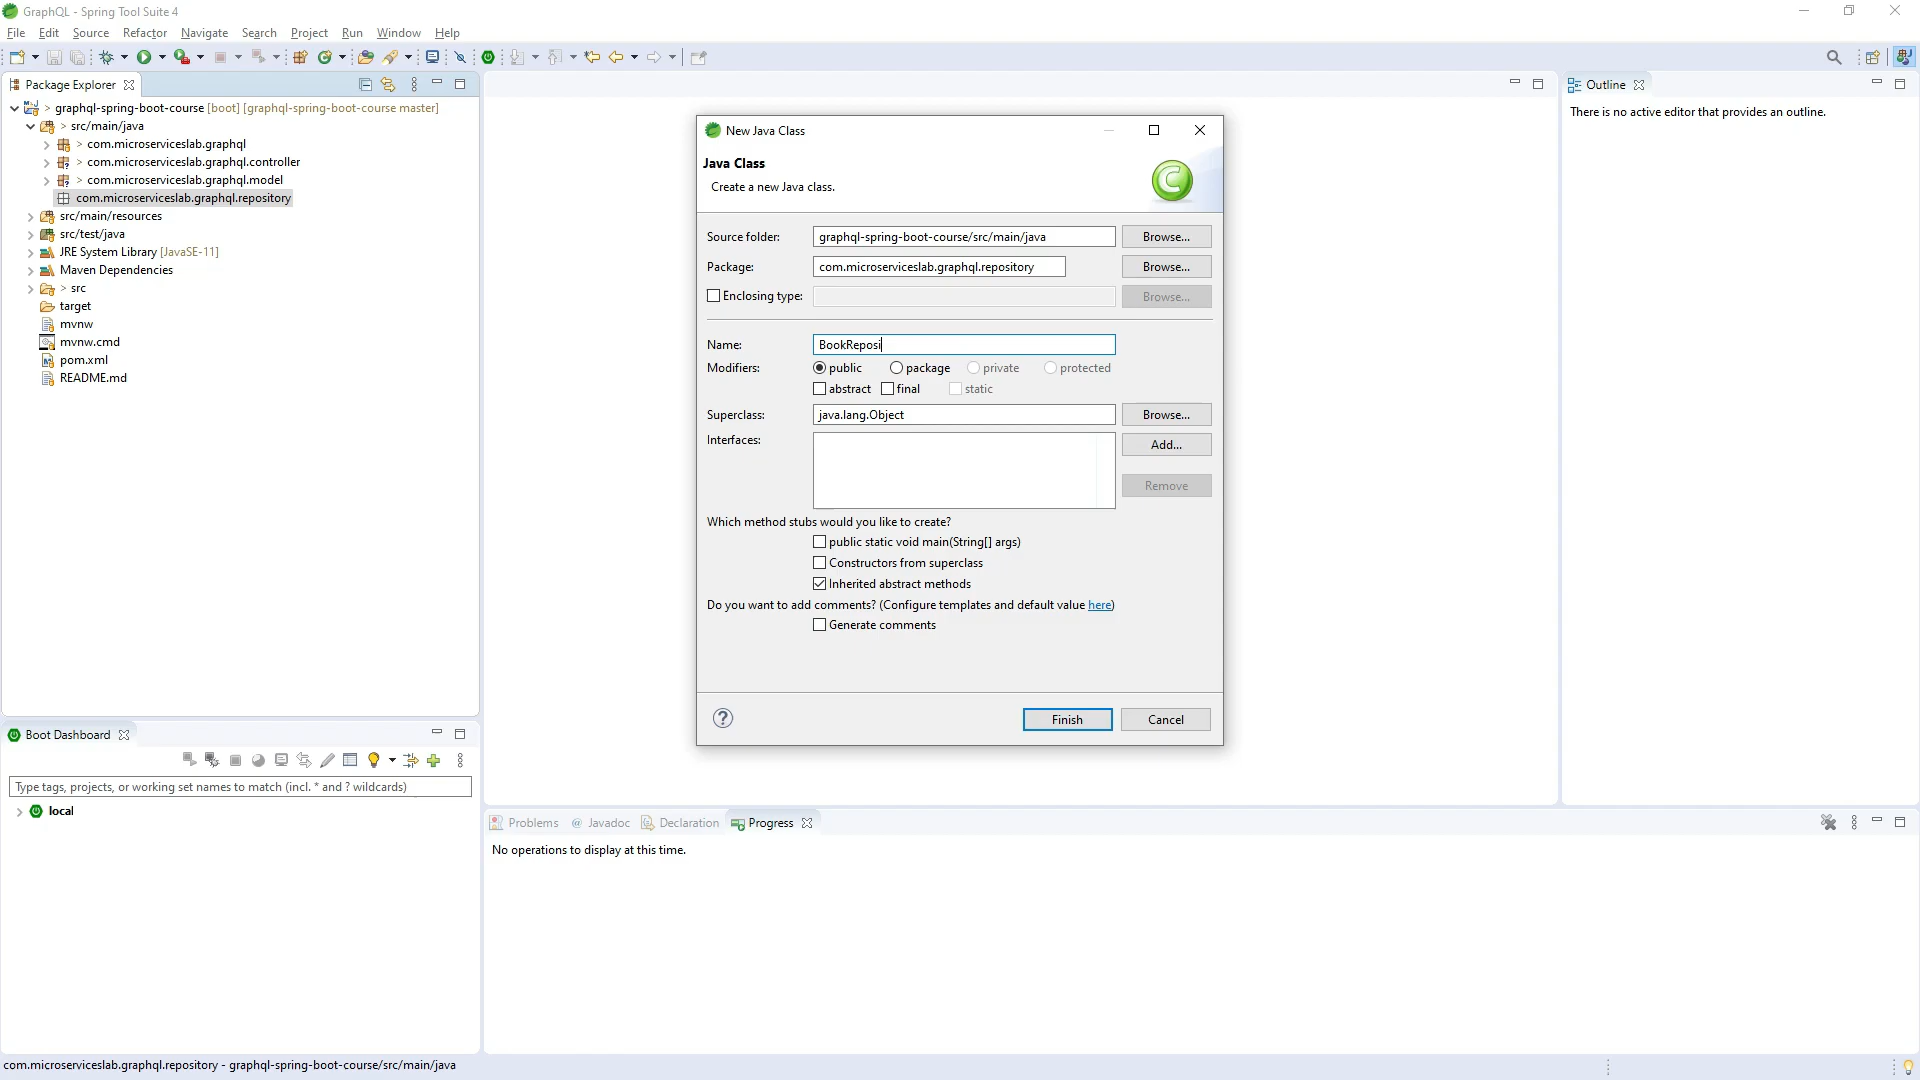 GraphQL - Spring Tool Suite 4
File Edit Source Refactor Navigate Search Project Run Window Help
Package Explorer
> graphql-spring-boot-course [boot] [graphql-spring-boot-course master]
> src/main/java
> com.microserviceslab.graphql
> com.microserviceslab.graphql.controller
> com.microserviceslab.graphql.model
com.microserviceslab.graphql.repository
src/main/resources
src/test/java
JRE System Library [JavaSE-11]
Maven Dependencies
> src
target
mvnw
mvnw.cmd
pom.xml
README.md
New Java Class
Java Class
Create a new Java class.
Source folder: graphql-spring-boot-course/src/main/java Browse...
Package: com.microserviceslab.graphql.repository Browse...
Enclosing type: Browse...
Name: BookReposi
Modifiers: public package private protected
abstract final static
Superclass: java.lang.Object Browse...
Interfaces: Add...
Remove
Which method stubs would you like to create?
public static void main(String[] args)
Constructors from superclass
Inherited abstract methods
Do you want to add comments? (Configure templates and default value here)
Generate comments
Finish Cancel
Outline
There is no active editor that provides an outline.
Boot Dashboard
Type tags, projects, or working set names to match (incl. * and ? wildcards)
local
Problems @ Javadoc Declaration Progress
No operations to display at this time.
com.microserviceslab.graphql.repository - graphql-spring-boot-course/src/main/java